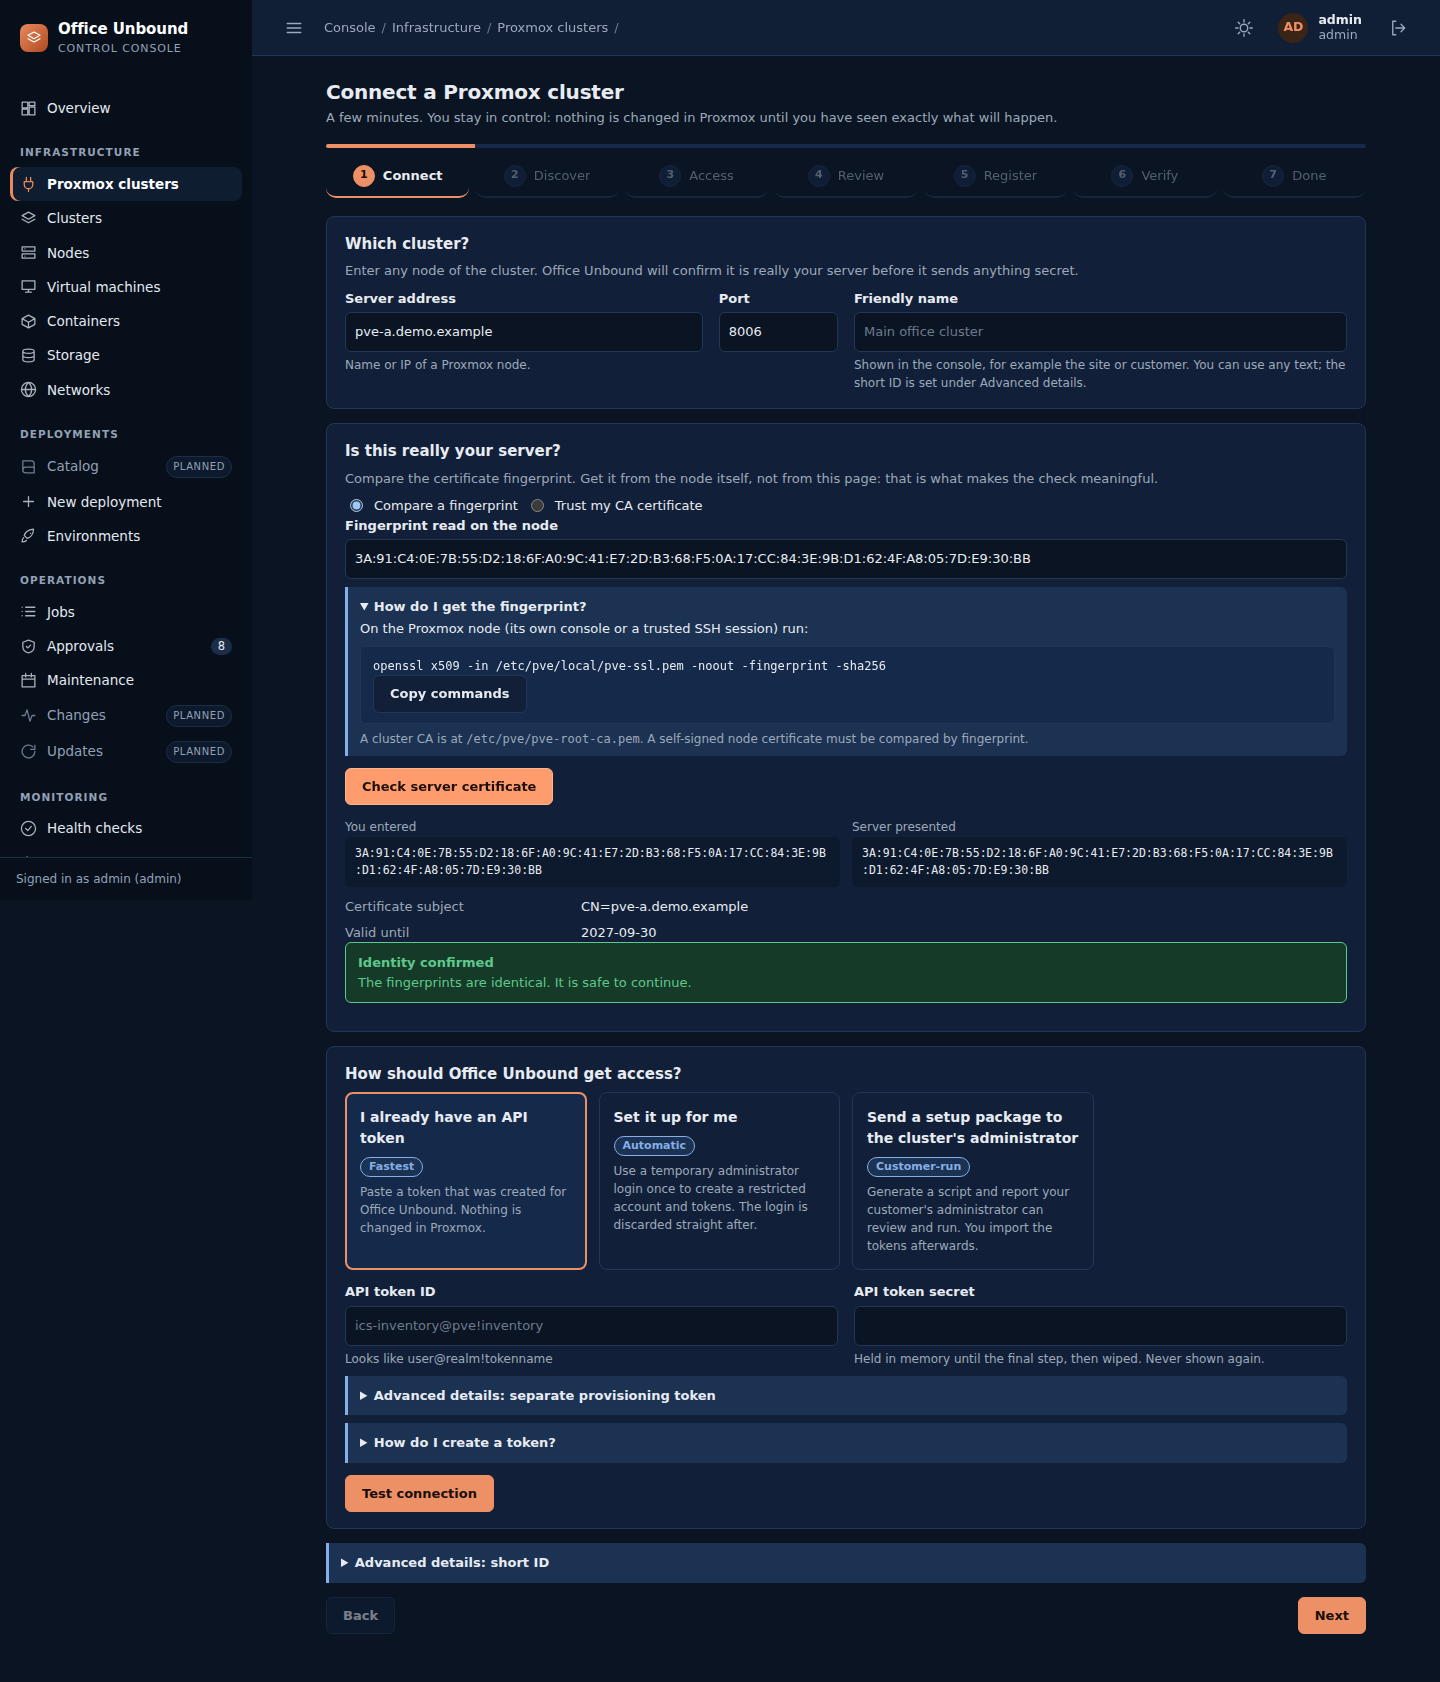 Office Unbound
CONTROL CONSOLE
Overview
INFRASTRUCTURE
Proxmox clusters
Clusters
Nodes
Virtual machines
Containers
Storage
Networks
DEPLOYMENTS
Catalog PLANNED
New deployment
Environments
OPERATIONS
Jobs
Approvals 8
Maintenance
Changes PLANNED
Updates PLANNED
MONITORING
Health checks
Signed in as admin (admin)
Console / Infrastructure / Proxmox clusters /
AD
admin
admin
Connect a Proxmox cluster
A few minutes. You stay in control: nothing is changed in Proxmox until you have seen exactly what will happen.
1 Connect 2 Discover 3 Access 4 Review 5 Register 6 Verify 7 Done
Which cluster?
Enter any node of the cluster. Office Unbound will confirm it is really your server before it sends anything secret.
Server address Port Friendly name
pve-a.demo.example 8006 Main office cluster
Name or IP of a Proxmox node.
Shown in the console, for example the site or customer. You can use any text; the
short ID is set under Advanced details.
Is this really your server?
Compare the certificate fingerprint. Get it from the node itself, not from this page: that is what makes the check meaningful.
Compare a fingerprint Trust my CA certificate
Fingerprint read on the node
3A:91:C4:0E:7B:55:D2:18:6F:A0:9C:41:E7:2D:B3:68:F5:0A:17:CC:84:3E:9B:D1:62:4F:A8:05:7D:E9:30:BB
▼ How do I get the fingerprint?
On the Proxmox node (its own console or a trusted SSH session) run:
openssl x509 -in /etc/pve/local/pve-ssl.pem -noout -fingerprint -sha256
Copy commands
A cluster CA is at /etc/pve/pve-root-ca.pem. A self-signed node certificate must be compared by fingerprint.
Check server certificate
You entered
3A:91:C4:0E:7B:55:D2:18:6F:A0:9C:41:E7:2D:B3:68:F5:0A:17:CC:84:3E:9B
:D1:62:4F:A8:05:7D:E9:30:BB
Server presented
3A:91:C4:0E:7B:55:D2:18:6F:A0:9C:41:E7:2D:B3:68:F5:0A:17:CC:84:3E:9B
:D1:62:4F:A8:05:7D:E9:30:BB
Certificate subject CN=pve-a.demo.example
Valid until 2027-09-30
Identity confirmed
The fingerprints are identical. It is safe to continue.
How should Office Unbound get access?
I already have an API
token
Fastest
Paste a token that was created for
Office Unbound. Nothing is
changed in Proxmox.
Set it up for me
Automatic
Use a temporary administrator
login once to create a restricted
account and tokens. The login is
discarded straight after.
Send a setup package to
the cluster's administrator
Customer-run
Generate a script and report your
customer's administrator can
review and run. You import the
tokens afterwards.
API token ID
ics-inventory@pve!inventory
Looks like user@realm!tokenname
API token secret
Held in memory until the final step, then wiped. Never shown again.
▶ Advanced details: separate provisioning token
▶ How do I create a token?
Test connection
▶ Advanced details: short ID
Back
Next